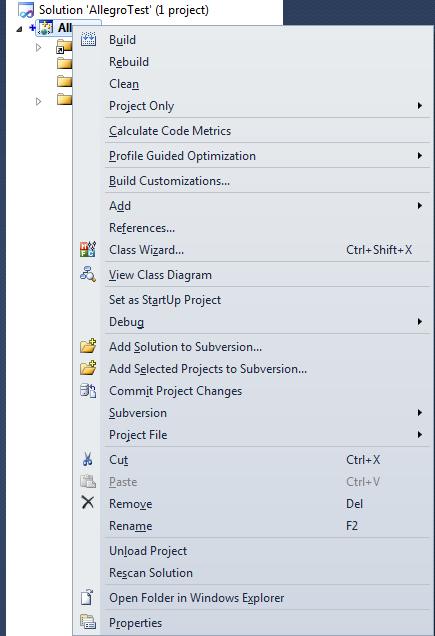 Solution 'AllegroTest' (1 project)
Build
Rebuild
Clean
Project Only
Calculate Code Metrics
Profile Guided Optimization
Build Customizations...
Add
References...
Class Wizard... Ctrl+Shift+X
View Class Diagram
Set as StartUp Project
Debug
Add Solution to Subversion...
Add Selected Projects to Subversion...
Commit Project Changes
Subversion
Project File
Cut Ctrl+X
Paste Ctrl+V
Remove Del
Rename F2
Unload Project
Rescan Solution
Open Folder in Windows Explorer
Properties